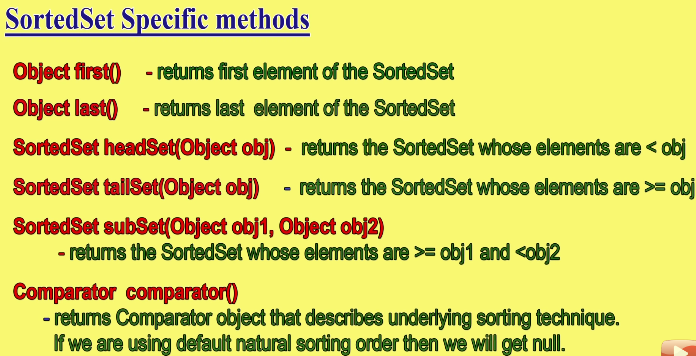 SortedSet Specific methods
Object first() - returns first element of the SortedSet
Object last() - returns last element of the SortedSet
SortedSet headSet(Object obj) - returns the SortedSet whose elements are < obj
SortedSet tailSet(Object obj) - returns the SortedSet whose elements are >= obj
SortedSet subSet(Object obj1, Object obj2)
- returns the SortedSet whose elements are >= obj1 and <obj2
Comparator comparator()
- returns Comparator object that describes underlying sorting technique.
If we are using default natural sorting order then we will get null.